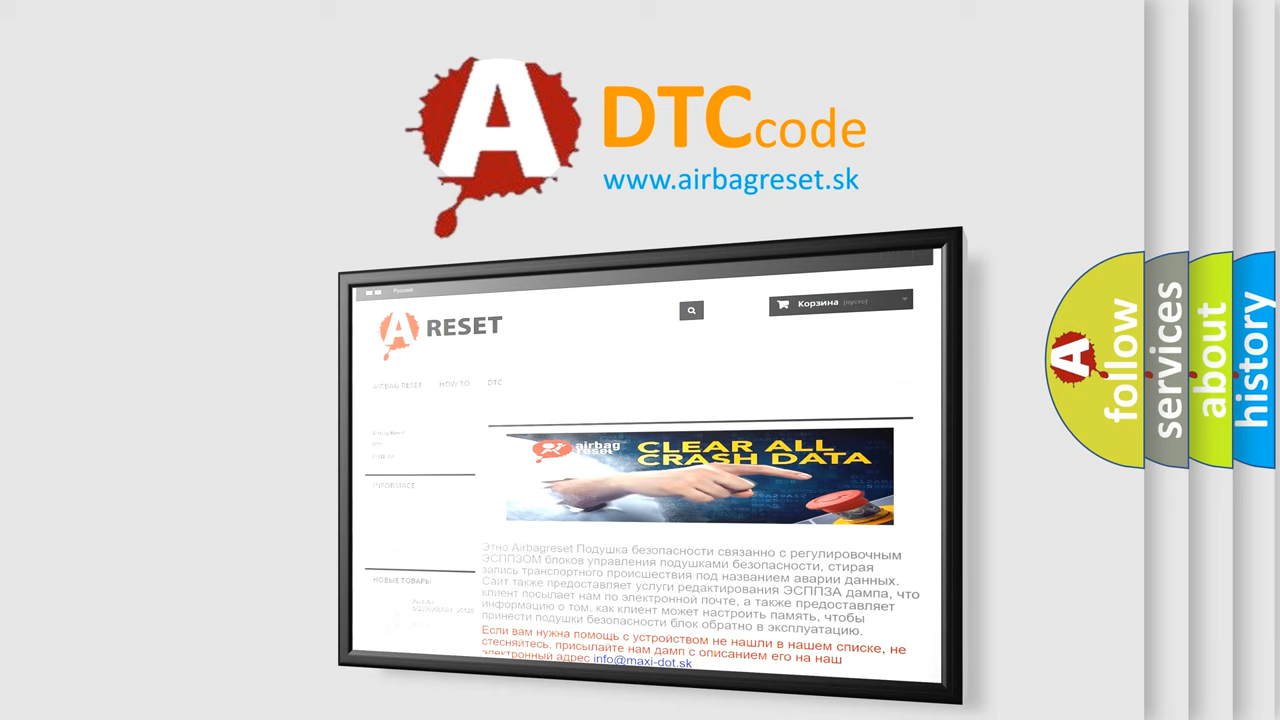 A
DTCcode
www.airbagreset.sk
Русский
A RESET
Корзина (пусто)
AIRBAG RESET HOW TO DTC
INFORMACE
airbag
reset
CLEAR ALL
CRASH DATA
Этно Airbagreset Подушка безопасности связанно с регулировочным
ЭСППЗОМ блоков управления подушками безопасности, стирая
запись транспортного происшествия под названием аварии данных.
Сайт также предоставляет услуги редактирования ЭСППЗА дампа, что
клиент посылает нам по электронной почте, а также предоставляет
информацию о том, как клиент может настроить память, чтобы
принести подушки безопасности блок обратно в эксплуатацию.
Если вам нужна помощь с устройством не нашли в нашем списке, не
стесняйтесь, присылайте нам дамп с описанием его на наш
электронный адрес info@maxi-dot.sk
НОВЫЕ ТОВАРЫ
A
follow
services
about
history